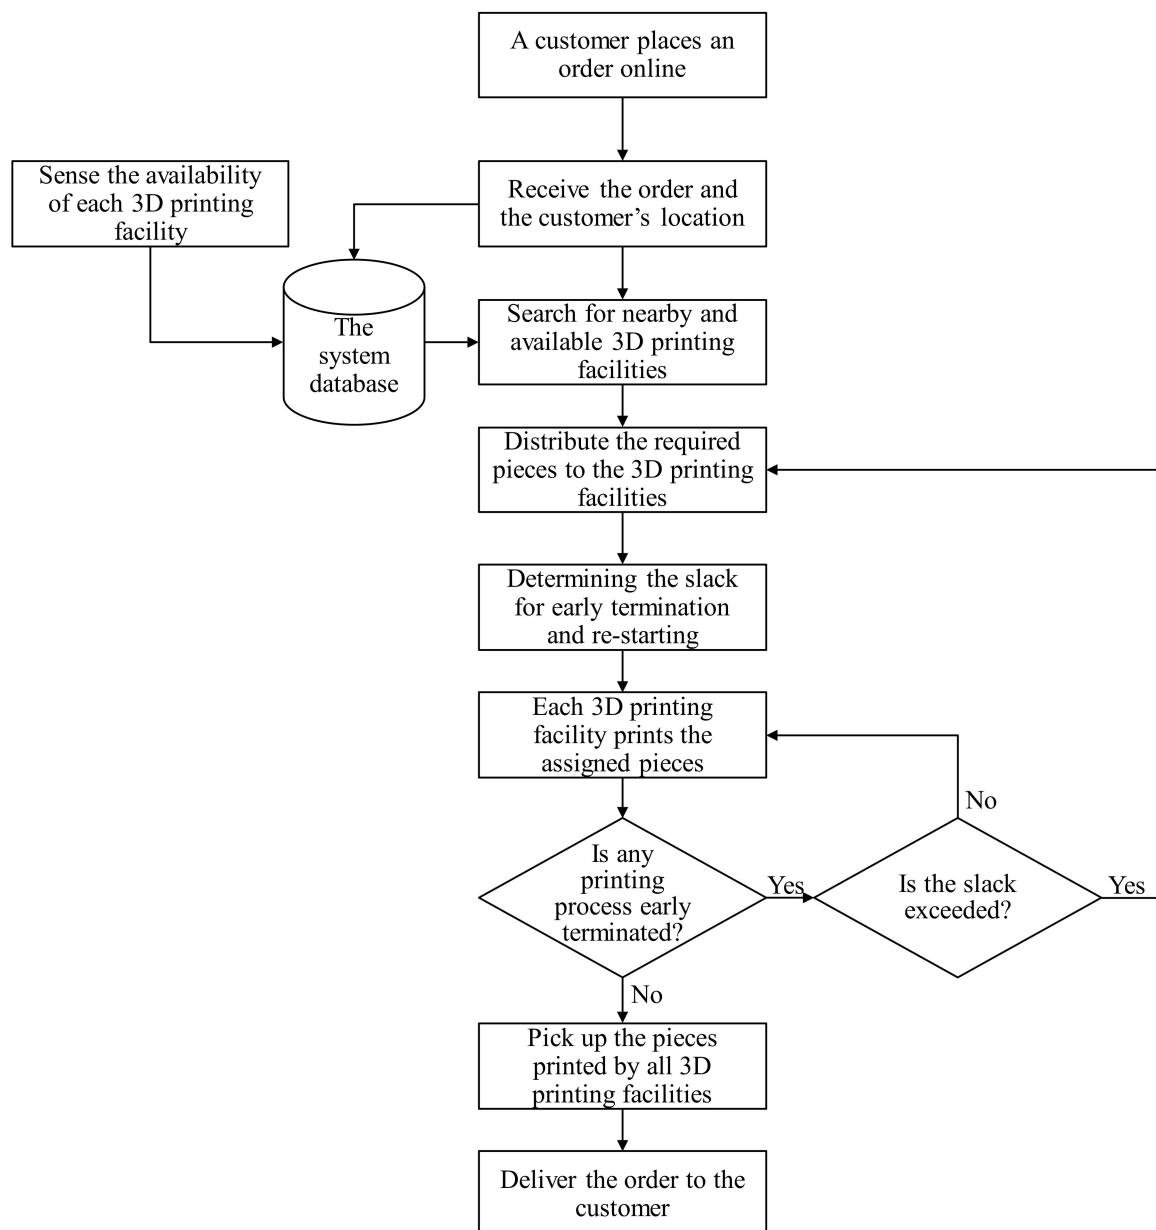 A customer places an
order online
Sense the availability
of each 3D printing
facility
Receive the order and
the customer’s location
The
system
database
Search for nearby and
available 3D printing
facilities
Distribute the required
pieces to the 3D printing
facilities
Determining the slack
for early termination
and re-starting
Each 3D printing
facility prints the
assigned pieces
No
Is any
printing
process early
terminated?
Yes
Is the slack
exceeded?
Yes
No
Pick up the pieces
printed by all 3D
printing facilities
Deliver the order to the
customer